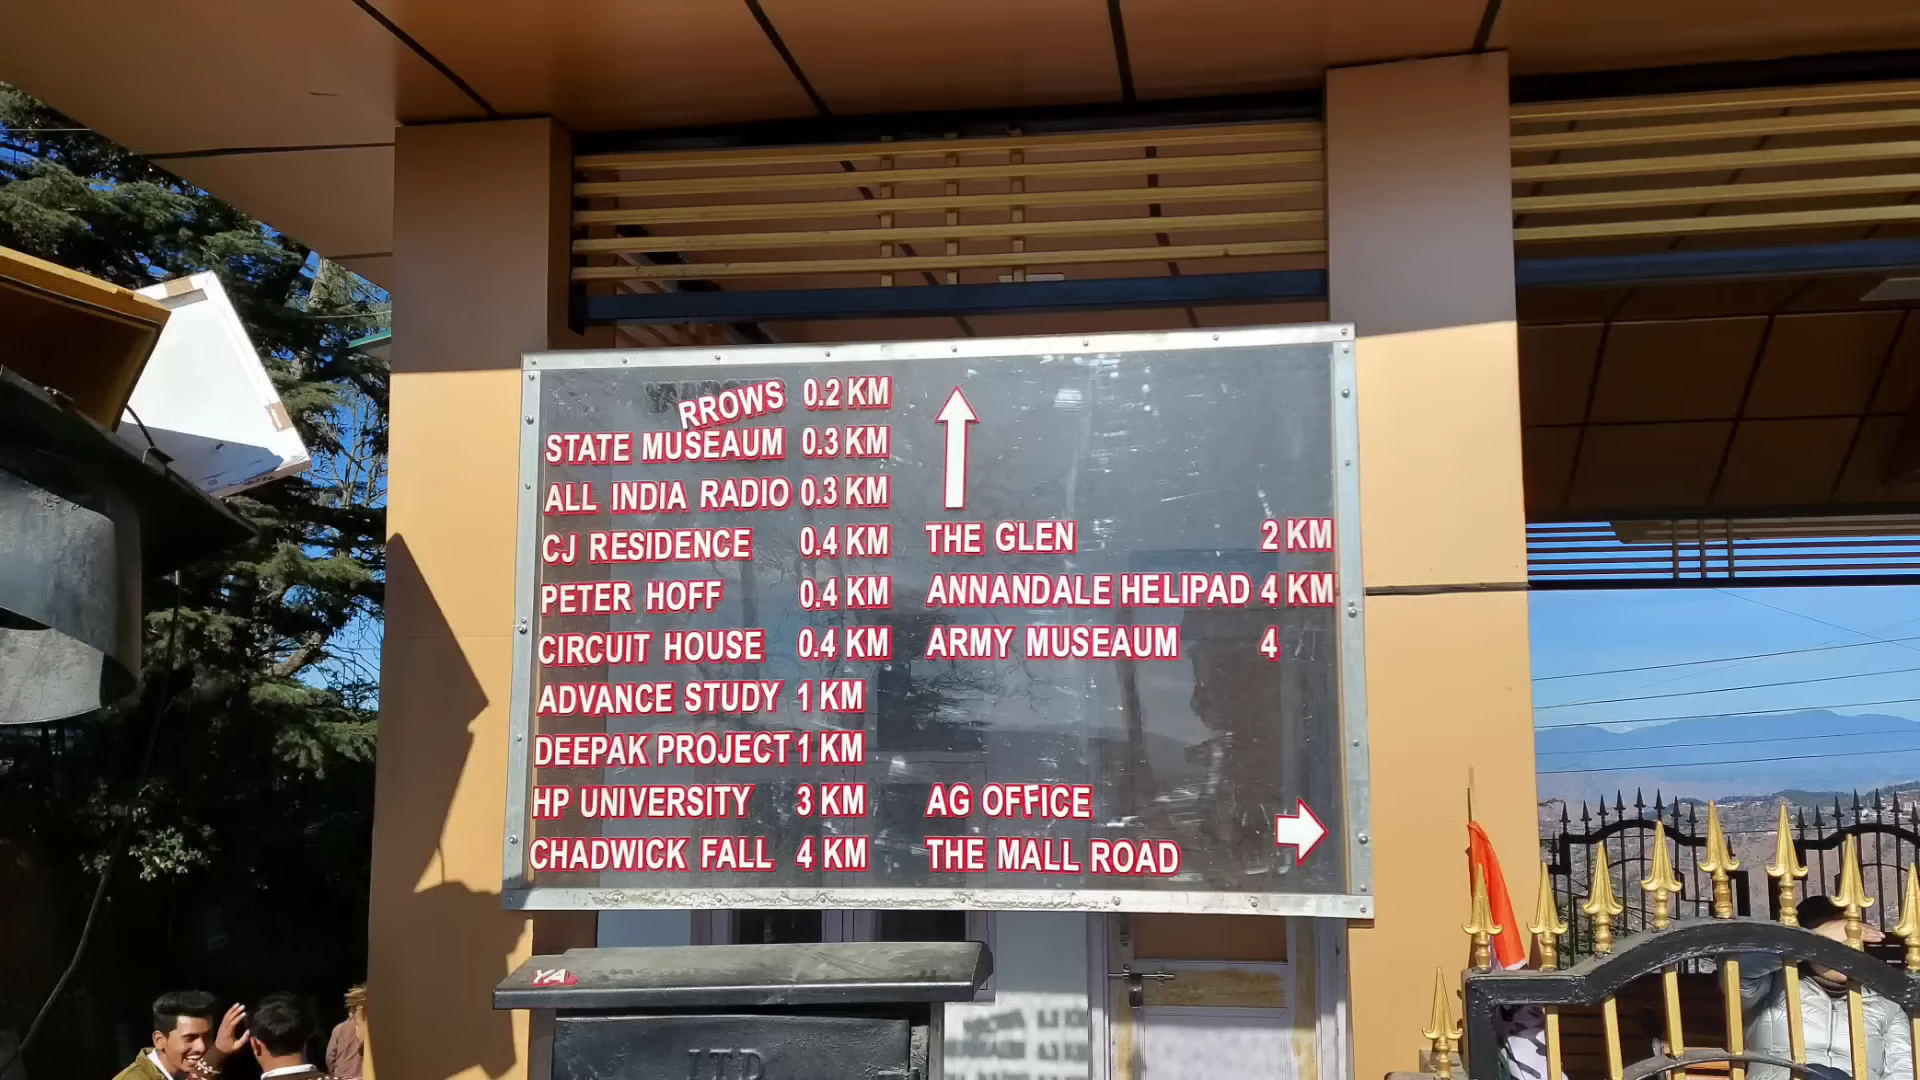 RROWS 0.2 KM
STATE MUSEAUM 0.3 KM
ALL INDIA RADIO 0.3 KM
CJ RESIDENCE 0.4 KM
PETER HOFF 0.4 KM
CIRCUIT HOUSE 0.4 KM
ADVANCE STUDY 1 KM
DEEPAK PROJECT 1 KM
HP UNIVERSITY 3 KM
CHADWICK FALL 4 KM
THE GLEN 2 KM
ANNANDALE HELIPAD 4 KM
ARMY MUSEAUM 4
AG OFFICE
THE MALL ROAD
YA